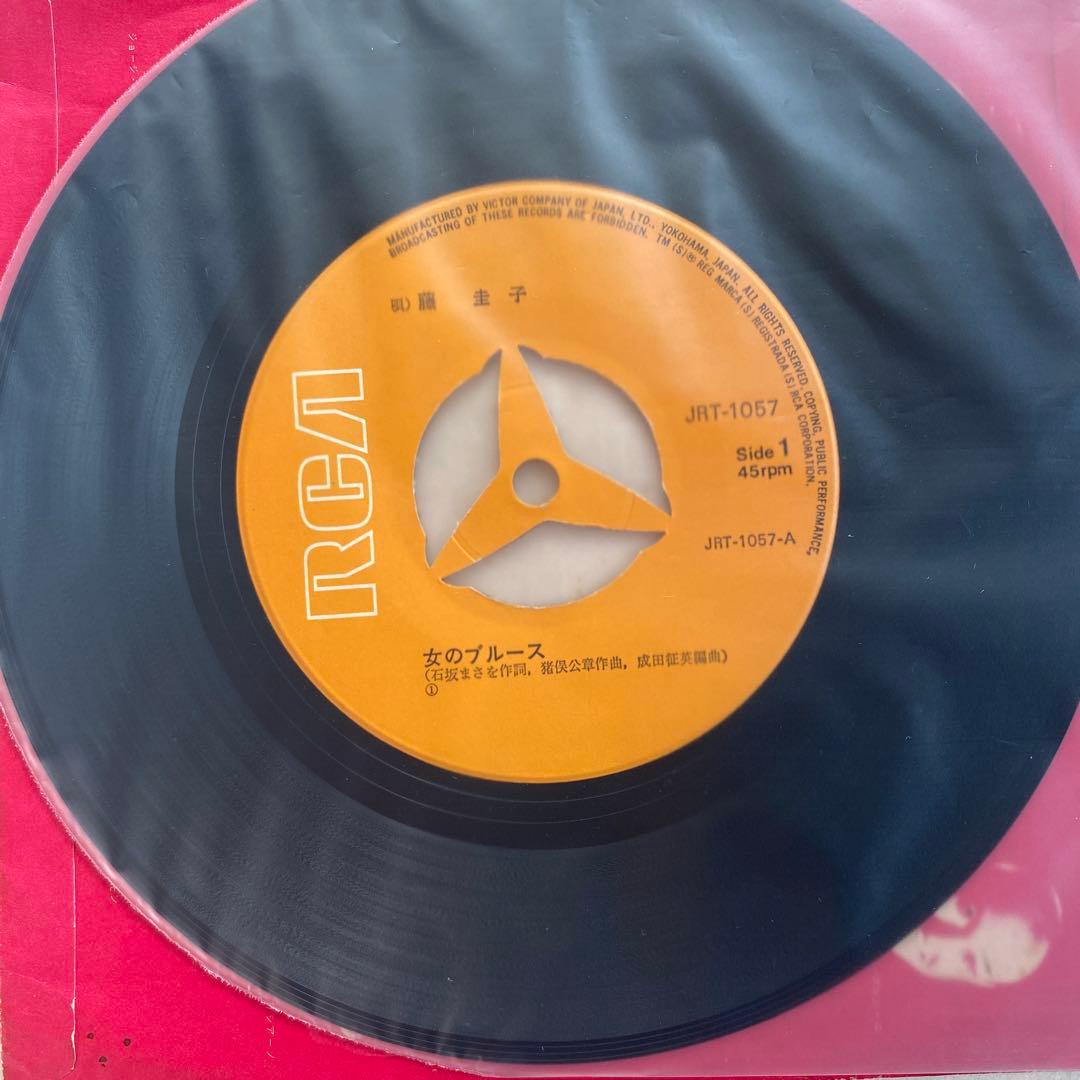 MANUFACTURED BY VICTOR COMPANY OF JAPAN, LTD., YOKOHAMA, JAPAN. ALL RIGHTS RESERVED. COPYING, PUBLIC PERFORMANCE,
BROADCASTING OF THESE RECORDS ARE FORBIDDEN. TM(S)® REG MARCA(S) REGISTRADA(S) RCA CORPORATION.
唄)藤 圭子
RCA
JRT-1057
Side 1
45rpm
JRT-1057-A
女のブルース
(石坂まさを作詞, 猪俣公章作曲, 成田征英編曲)
①